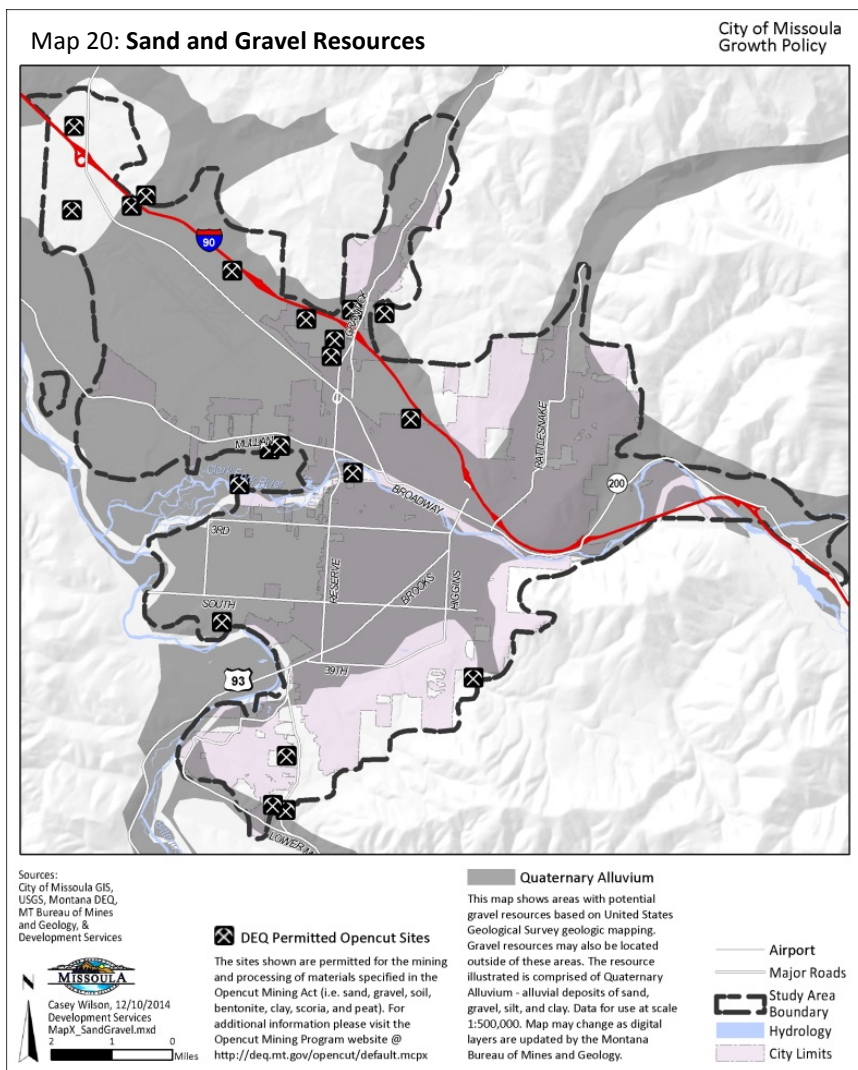 Map 20: Sand and Gravel Resources
City of Missoula
Growth Policy
90
GRANT CK
RATTLESNAKE
MULLAN
Clark Fork River
BROADWAY
200
3RD
RESERVE
BROOKS
HIGGINS
SOUTH
39TH
93
LOWER
Sources:
City of Missoula GIS,
USGS, Montana DEQ,
MT Bureau of Mines
and Geology, &
Development Services
MISSOULA
N
Casey Wilson, 12/10/2014
Development Services
MapX_SandGravel.mxd
2 1 0
Miles
DEQ Permitted Opencut Sites
The sites shown are permitted for the mining
and processing of materials specified in the
Opencut Mining Act (i.e. sand, gravel, soil,
bentonite, clay, scoria, and peat). For
additional information please visit the
Opencut Mining Program website @
http://deq.mt.gov/opencut/default.mcpx
Quaternary Alluvium
This map shows areas with potential
gravel resources based on United States
Geological Survey geologic mapping.
Gravel resources may also be located
outside of these areas. The resource
illustrated is comprised of Quaternary
Alluvium - alluvial deposits of sand,
gravel, silt, and clay. Data for use at scale
1:500,000. Map may change as digital
layers are updated by the Montana
Bureau of Mines and Geology.
Airport
Major Roads
Study Area
Boundary
Hydrology
City Limits